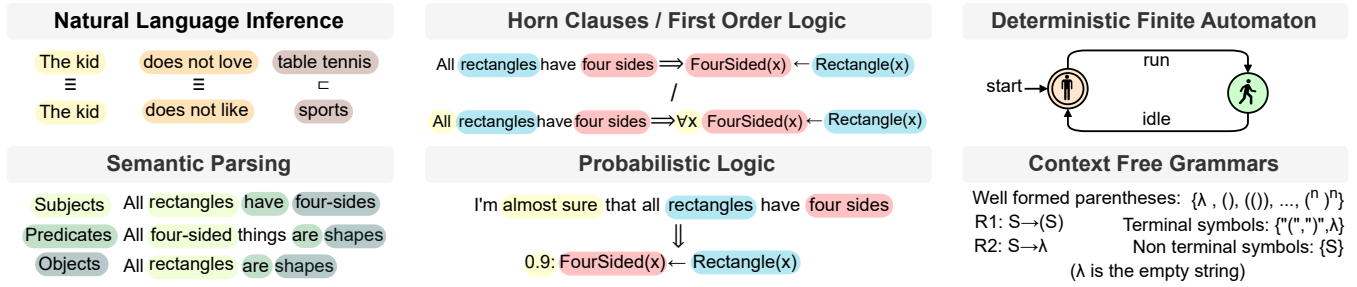 Natural Language Inference
The kid does not love table tennis
≡ ≡ ⊏
The kid does not like sports
Horn Clauses / First Order Logic
All rectangles have four sides ⟹ FourSided(x) ← Rectangle(x)
/
All rectangles have four sides ⟹ ∀x FourSided(x) ← Rectangle(x)
Deterministic Finite Automaton
run
start
idle
Semantic Parsing
Subjects All rectangles have four-sides
Predicates All four-sided things are shapes
Objects All rectangles are shapes
Probabilistic Logic
I'm almost sure that all rectangles have four sides
⇓
0.9: FourSided(x) ← Rectangle(x)
Context Free Grammars
Well formed parentheses: {λ , (), (()), ..., (ⁿ )ⁿ}
R1: S→(S) Terminal symbols: {"(",")",λ}
R2: S→λ Non terminal symbols: {S}
(λ is the empty string)